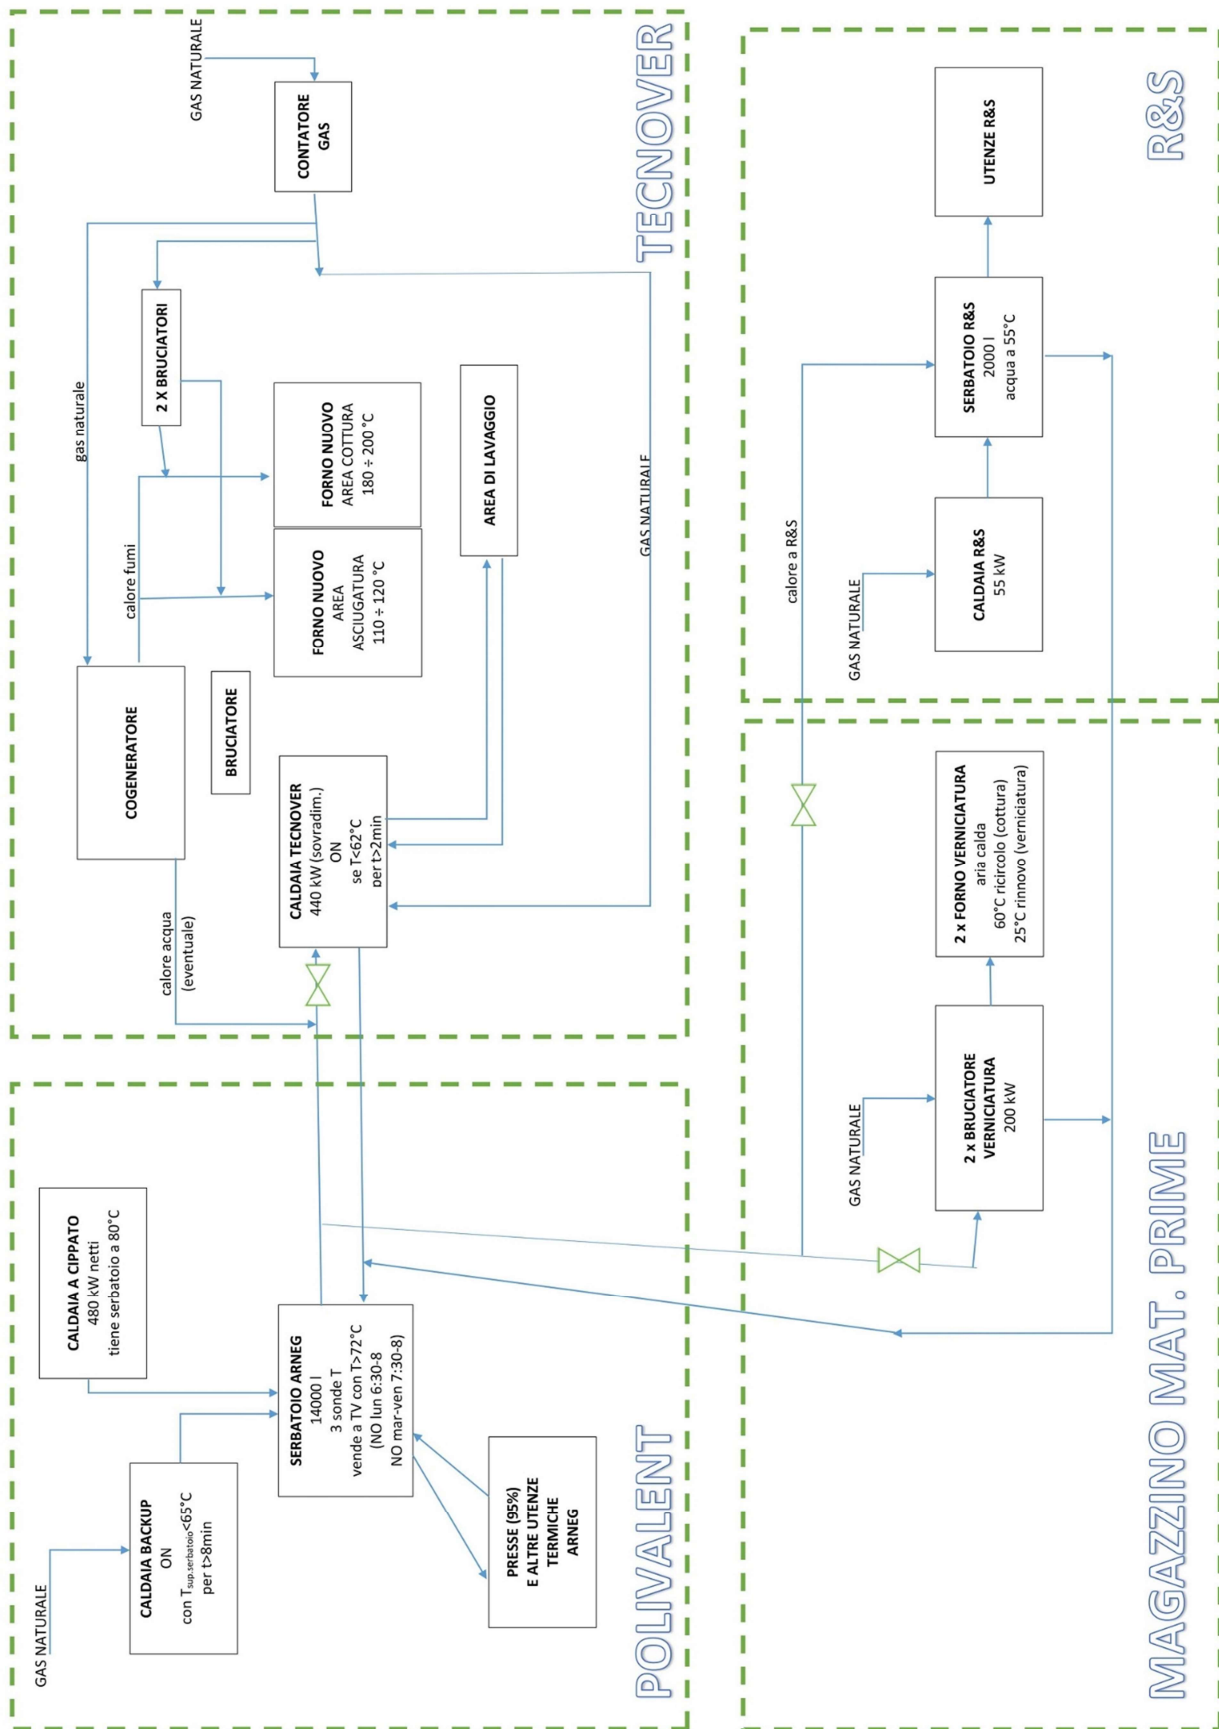 GAS NATURALE
CALDAIA BACKUP
ON
con Tsup.serbatoio<65°C
per t>8min
CALDAIA A CIPPATO
480 kW netti
tiene serbatoio a 80°C
SERBATOIO ARNEG
14000 l
3 sonde T
vende a TV con T>72°C
(NO lun 6:30-8
NO mar-ven 7:30-8)
PRESSE (95%)
E ALTRE UTENZE
TERMICHE
ARNEG
POLIVALENT
calore acqua
(eventuale)
COGENERATORE
gas naturale
calore fumi
BRUCIATORE
2 X BRUCIATORI
GAS NATURALE
CONTATORE
GAS
CALDAIA TECNOVER
440 kW (sovradim.)
ON
se T<62°C
per t>2min
FORNO NUOVO
AREA
ASCIUGATURA
110 ÷ 120 °C
FORNO NUOVO
AREA COTTURA
180 ÷ 200 °C
AREA DI LAVAGGIO
GAS NATURALE
TECNOVER
GAS NATURALE
2 x BRUCIATORE
VERNICIATURA
200 kW
2 x FORNO VERNICIATURA
aria calda
60°C ricircolo (cottura)
25°C rinnovo (verniciatura)
MAGAZZINO MAT. PRIME
calore a R&S
GAS NATURALE
CALDAIA R&S
55 kW
SERBATOIO R&S
2000 l
acqua a 55°C
UTENZE R&S
R&S